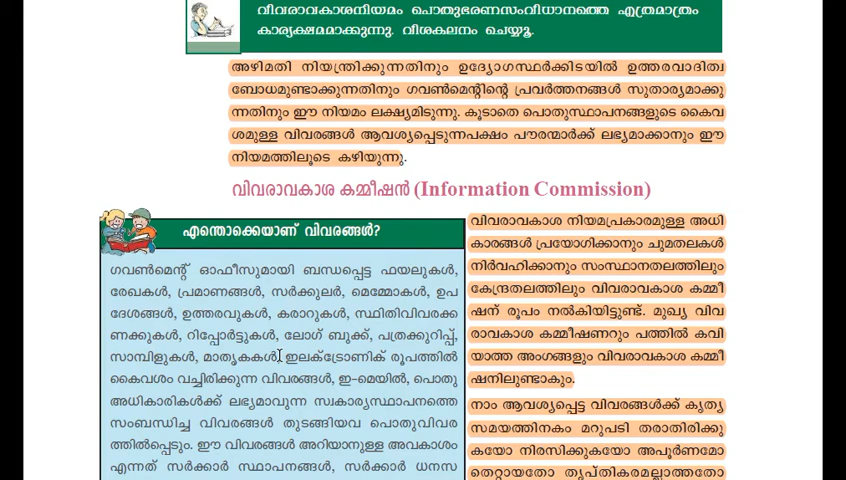 വിവരാവകാശനിയമം പൊതുഭരണസംവിധാനത്തെ എത്രമാത്രം
കാര്യക്ഷമമാക്കുന്നു. വിശകലനം ചെയ്യൂ.
അഴിമതി നിയന്ത്രിക്കുന്നതിനും ഉദ്യോഗസ്ഥർക്കിടയിൽ ഉത്തരവാദിത്വ
ബോധമുണ്ടാക്കുന്നതിനും ഗവൺമെന്റിന്റെ പ്രവർത്തനങ്ങൾ സുതാര്യമാക്കു
ന്നതിനും ഈ നിയമം ലക്ഷ്യമിടുന്നു. കൂടാതെ പൊതുസ്ഥാപനങ്ങളുടെ കൈവ
ശമുള്ള വിവരങ്ങൾ ആവശ്യപ്പെടുന്നപക്ഷം പൗരന്മാർക്ക് ലഭ്യമാക്കാനും ഈ
നിയമത്തിലൂടെ കഴിയുന്നു.
വിവരാവകാശ കമ്മീഷൻ (Information Commission)
എന്തൊക്കെയാണ് വിവരങ്ങൾ?
ഗവൺമെന്റ് ഓഫീസുമായി ബന്ധപ്പെട്ട ഫയലുകൾ,
രേഖകൾ, പ്രമാണങ്ങൾ, സർക്കുലർ, മെമ്മോകൾ, ഉപ
ദേശങ്ങൾ, ഉത്തരവുകൾ, കരാറുകൾ, സ്ഥിതിവിവരക്ക
ണക്കുകൾ, റിപ്പോർട്ടുകൾ, ലോഗ് ബുക്ക്, പത്രക്കുറിപ്പ്,
സാമ്പിളുകൾ, മാതൃകകൾ, ഇലക്ട്രോണിക് രൂപത്തിൽ
കൈവശം വച്ചിരിക്കുന്ന വിവരങ്ങൾ, ഇ-മെയിൽ, പൊതു
അധികാരികൾക്ക് ലഭ്യമാവുന്ന സ്വകാര്യസ്ഥാപനത്തെ
സംബന്ധിച്ച വിവരങ്ങൾ തുടങ്ങിയവ പൊതുവിവര
ത്തിൽപ്പെടും. ഈ വിവരങ്ങൾ അറിയാനുള്ള അവകാശം
എന്നത് സർക്കാർ സ്ഥാപനങ്ങൾ, സർക്കാർ ധനസ
വിവരാവകാശ നിയമപ്രകാരമുള്ള അധി
കാരങ്ങൾ പ്രയോഗിക്കാനും ചുമതലകൾ
നിർവഹിക്കാനും സംസ്ഥാനതലത്തിലും
കേന്ദ്രതലത്തിലും വിവരാവകാശ കമ്മീ
ഷന് രൂപം നൽകിയിട്ടുണ്ട്. മുഖ്യ വിവ
രാവകാശ കമ്മീഷണറും പത്തിൽ കവി
യാത്ത അംഗങ്ങളും വിവരാവകാശ കമ്മീ
ഷനിലുണ്ടാകും.
നാം ആവശ്യപ്പെട്ട വിവരങ്ങൾക്ക് കൃത്യ
സമയത്തിനകം മറുപടി തരാതിരിക്കു
കയോ നിരസിക്കുകയോ അപൂർണമോ
തെറ്റായതോ തൃപ്തികരമല്ലാത്തതോ